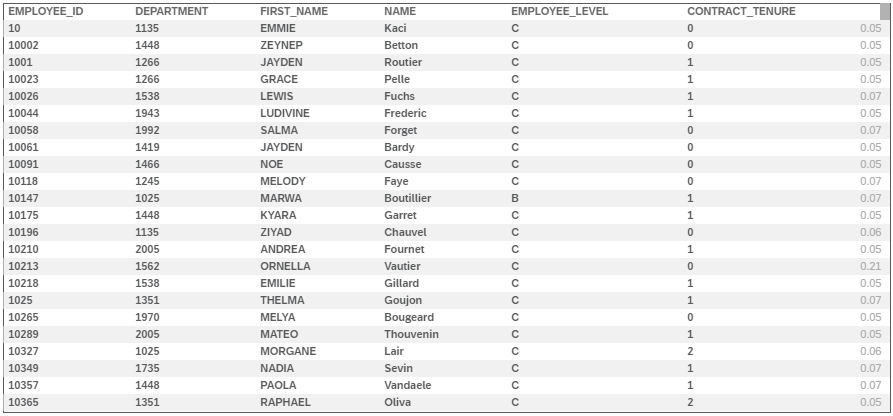 EMPLOYEE_ID DEPARTMENT FIRST_NAME NAME EMPLOYEE_LEVEL CONTRACT_TENURE
10 1135 EMMIE Kaci C 0 0.05
10002 1448 ZEYNEP Betton C 0 0.05
1001 1266 JAYDEN Routier C 1 0.05
10023 1266 GRACE Pelle C 1 0.05
10026 1538 LEWIS Fuchs C 1 0.07
10044 1943 LUDIVINE Frederic C 1 0.05
10058 1992 SALMA Forget C 0 0.07
10061 1419 JAYDEN Bardy C 0 0.05
10091 1466 NOE Causse C 0 0.05
10118 1245 MELODY Faye C 0 0.07
10147 1025 MARWA Boutillier B 1 0.07
10175 1448 KYARA Garret C 1 0.05
10196 1135 ZIYAD Chauvel C 0 0.06
10210 2005 ANDREA Fournet C 1 0.05
10213 1562 ORNELLA Vautier C 0 0.21
10218 1538 EMILIE Gillard C 1 0.05
1025 1351 THELMA Goujon C 1 0.07
10265 1970 MELYA Bougeard C 0 0.05
10289 2005 MATEO Thouvenin C 1 0.05
10327 1025 MORGANE Lair C 2 0.06
10349 1735 NADIA Sevin C 1 0.07
10357 1448 PAOLA Vandaele C 1 0.07
10365 1351 RAPHAEL Oliva C 2 0.05